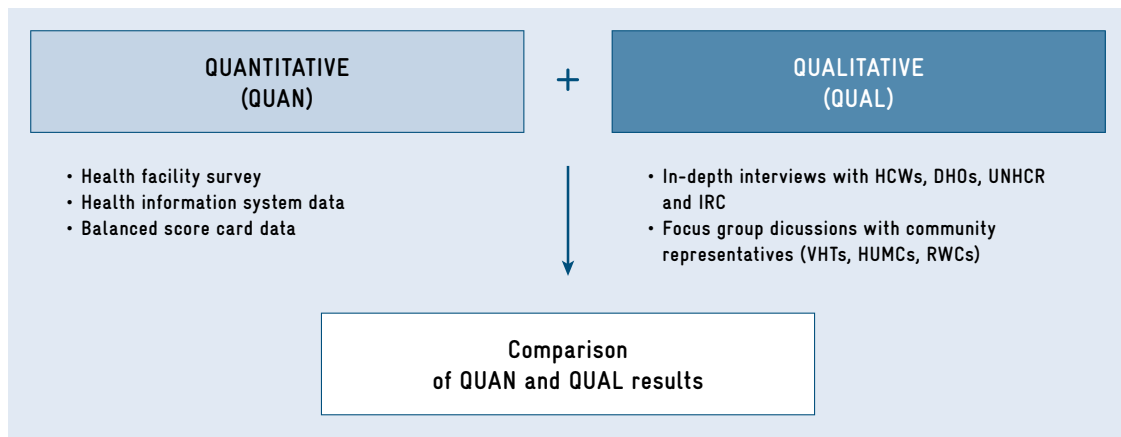 QUANTITATIVE
(QUAN)
+
QUALITATIVE
(QUAL)
• Health facility survey
• Health information system data
• Balanced score card data
• In-depth interviews with HCWs, DHOs, UNHCR
and IRC
• Focus group dicussions with community
representatives (VHTs, HUMCs, RWCs)
Comparison
of QUAN and QUAL results